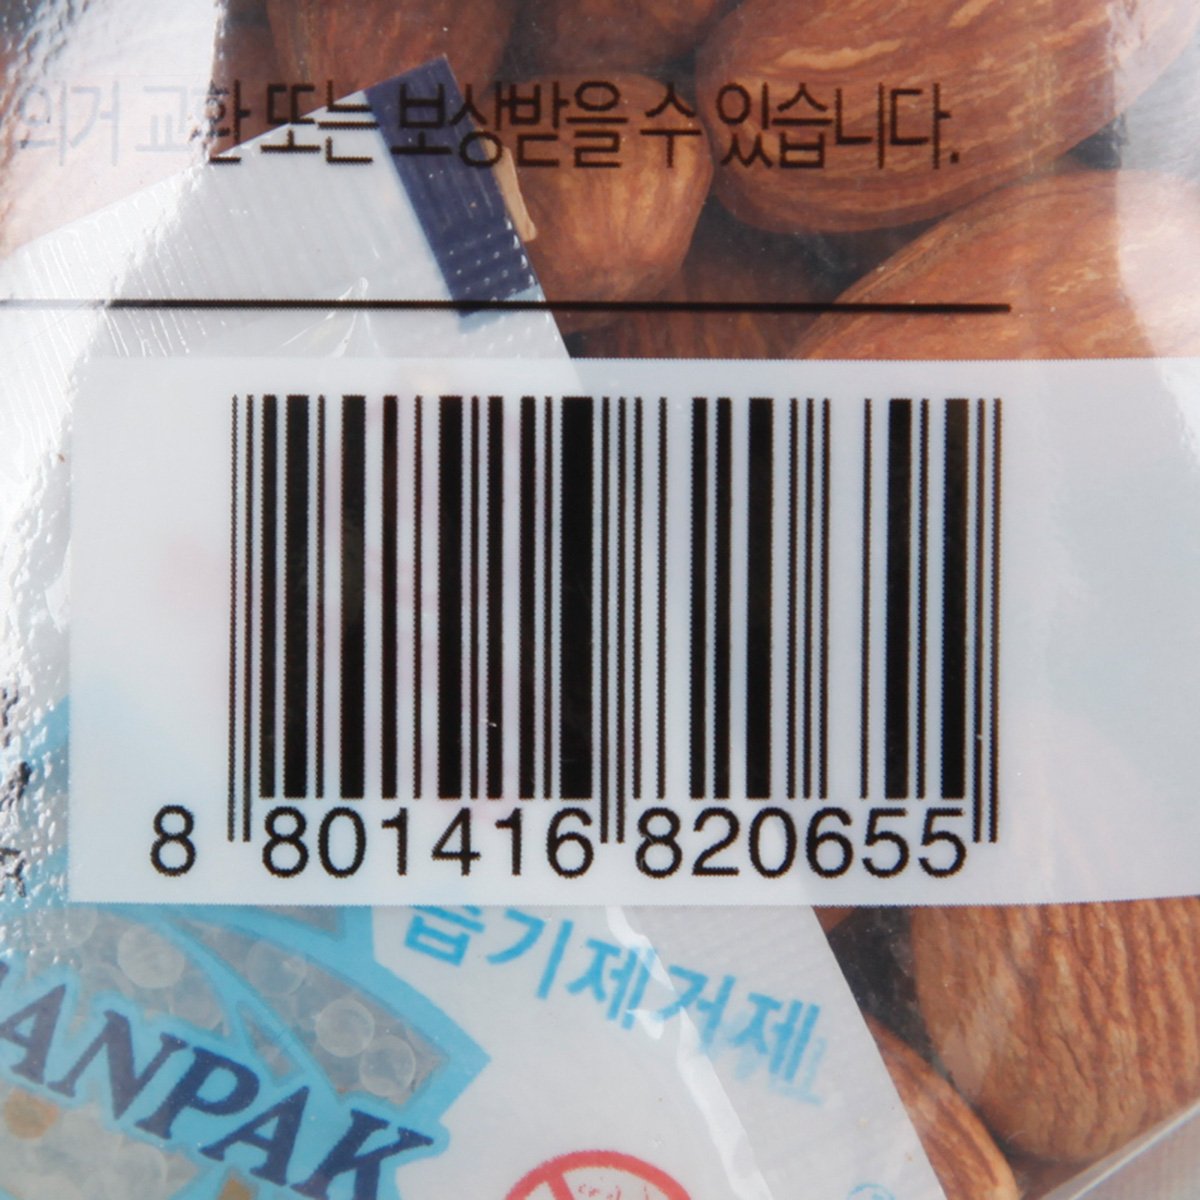 의거 교환 또는 보상받을 수 있습니다.
8 801416 820655
습기제거제
ANPAK